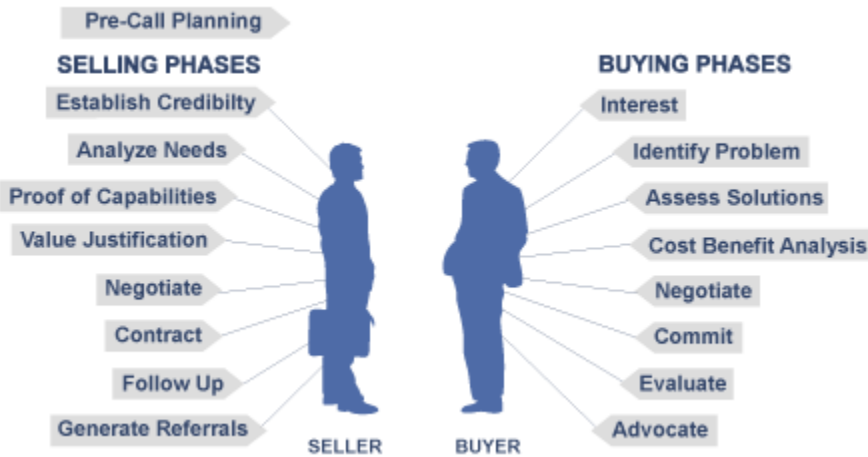 Pre-Call Planning
SELLING PHASES
Establish Credibilty
Analyze Needs
Proof of Capabilities
Value Justification
Negotiate
Contract
Follow Up
Generate Referrals
SELLER
BUYING PHASES
Interest
Identify Problem
Assess Solutions
Cost Benefit Analysis
Negotiate
Commit
Evaluate
Advocate
BUYER